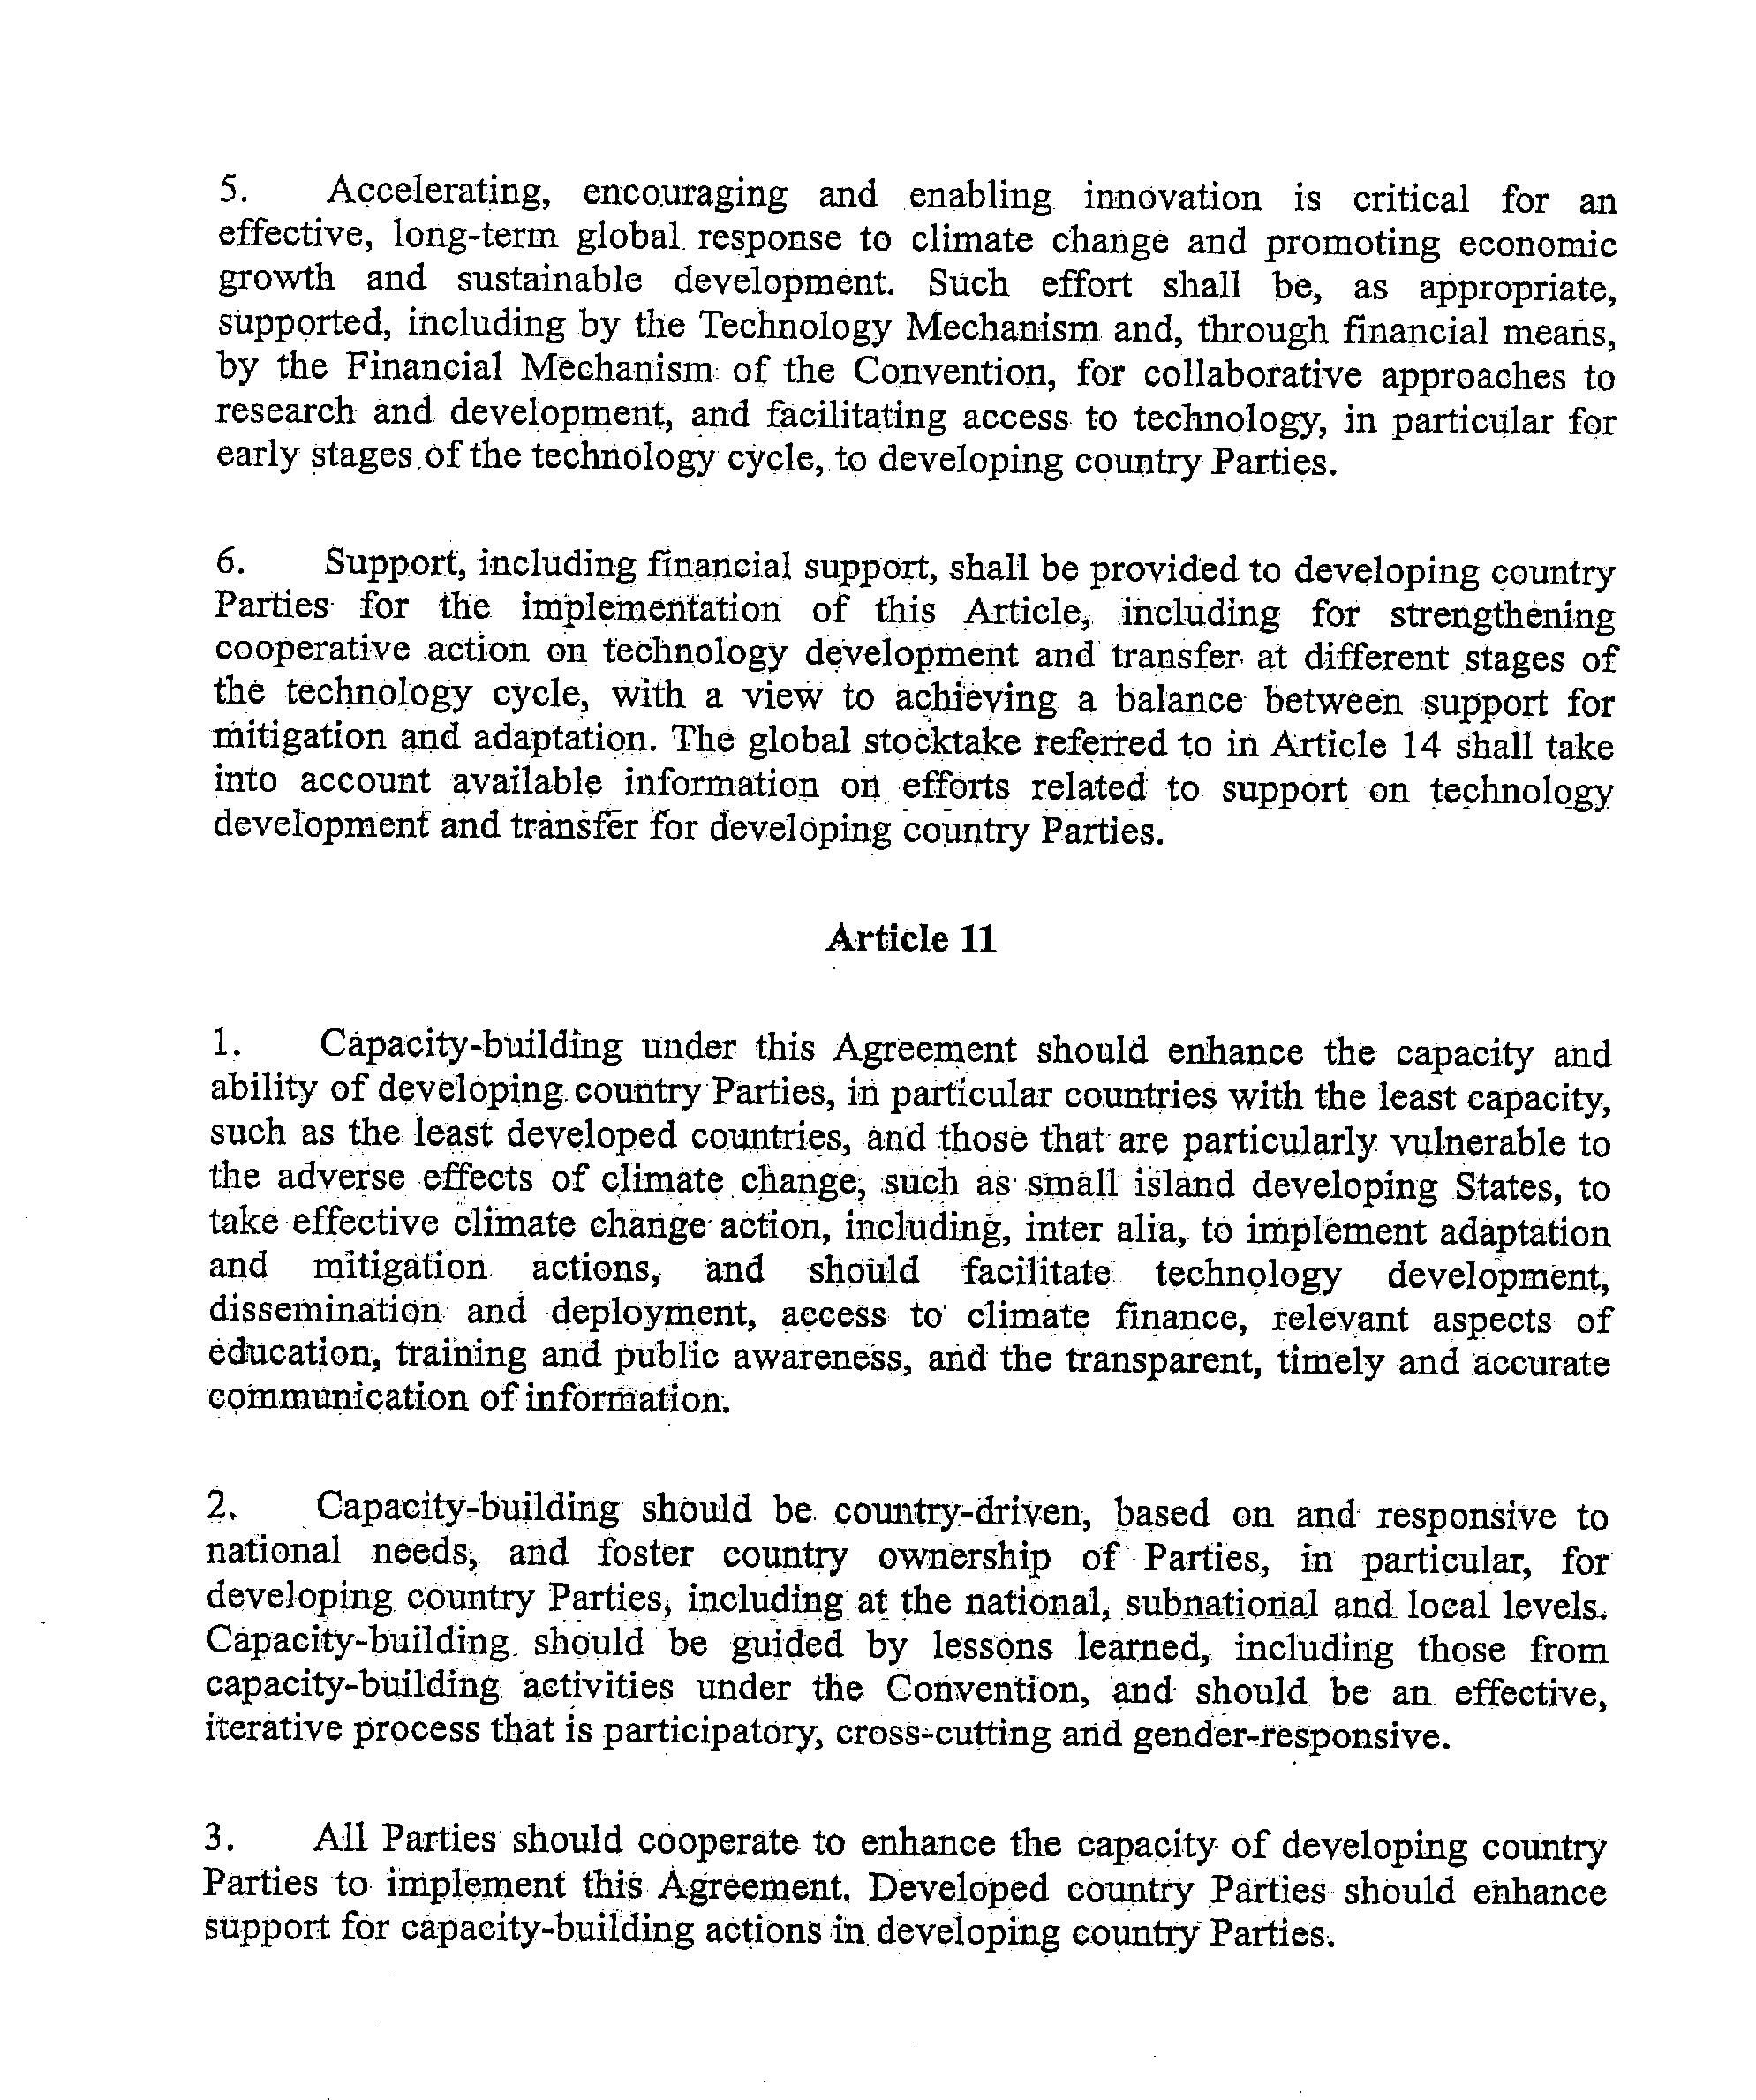 5. Accelerating, encouraging and enabling innovation is critical for an
effective, long-term global response to climate change and promoting economic
growth and sustainable development. Such effort shall be, as appropriate,
supported, including by the Technology Mechanism and, through financial means,
by the Financial Mechanism of the Convention, for collaborative approaches to
research and development, and facilitating access to technology, in particular for
early stages of the technology cycle, to developing country Parties.
6. Support, including financial support, shall be provided to developing country
Parties for the implementation of this Article, including for strengthening
cooperative action on technology development and transfer at different stages of
the technology cycle, with a view to achieving a balance between support for
mitigation and adaptation. The global stocktake referred to in Article 14 shall take
into account available information on efforts related to support on technology
development and transfer for developing country Parties.
Article 11
1. Capacity-building under this Agreement should enhance the capacity and
ability of developing country Parties, in particular countries with the least capacity,
such as the least developed countries, and those that are particularly vulnerable to
the adverse effects of climate change, such as small island developing States, to
take effective climate change action, including, inter alia, to implement adaptation
and mitigation actions, and should facilitate technology development,
dissemination and deployment, access to climate finance, relevant aspects of
education, training and public awareness, and the transparent, timely and accurate
communication of information.
2. Capacity-building should be country-driven, based on and responsive to
national needs, and foster country ownership of Parties, in particular, for
developing country Parties, including at the national, subnational and local levels.
Capacity-building should be guided by lessons learned, including those from
capacity-building activities under the Convention, and should be an effective,
iterative process that is participatory, cross-cutting and gender-responsive.
3. All Parties should cooperate to enhance the capacity of developing country
Parties to implement this Agreement. Developed country Parties should enhance
support for capacity-building actions in developing country Parties.